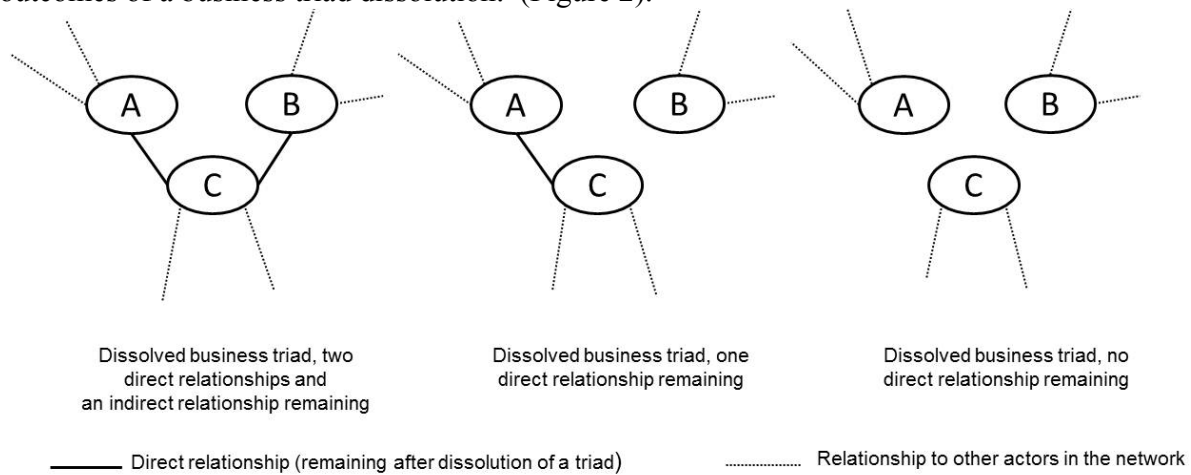 outcomes of a business triad dissolution. (Figure 2).
A
B
C
A
B
C
A
B
C
Dissolved business triad, two
direct relationships and
an indirect relationship remaining
Dissolved business triad, one
direct relationship remaining
Dissolved business triad, no
direct relationship remaining
Direct relationship (remaining after dissolution of a triad)
Relationship to other actors in the network